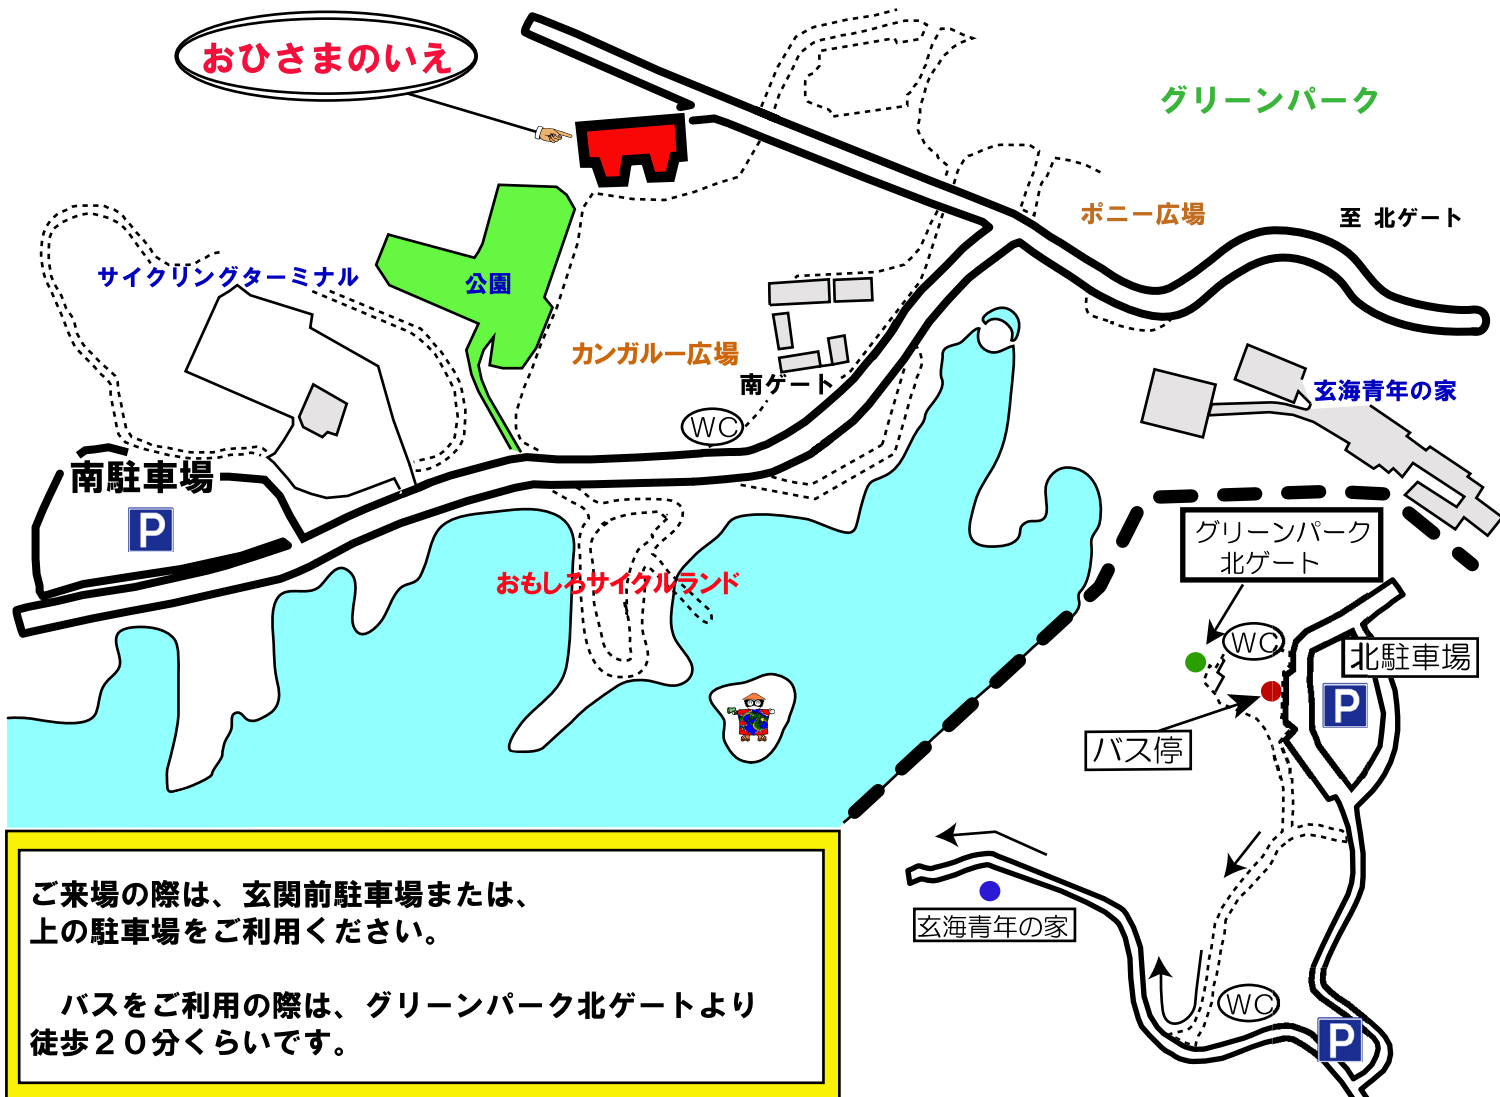 おひさまのいえ
グリーンパーク
ポニー広場
至 北ゲート
サイクリングターミナル
公園
カンガルー広場
南ゲート
玄海青年の家
WC
南駐車場
P
グリーンパーク
北ゲート
おもしろサイクルランド
WC
北駐車場
P
バス停
ご来場の際は、玄関前駐車場または、
上の駐車場をご利用ください。
バスをご利用の際は、グリーンパーク北ゲートより
徒歩２０分くらいです。
玄海青年の家
WC
P